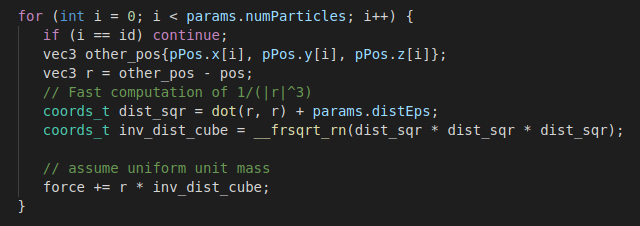 for (int i = 0; i < params.numParticles; i++) {
if (i == id) continue;
vec3 other_pos{pPos.x[i], pPos.y[i], pPos.z[i]};
vec3 r = other_pos - pos;
// Fast computation of 1/(|r|^3)
coords_t dist_sqr = dot(r, r) + params.distEps;
coords_t inv_dist_cube = __frsqrt_rn(dist_sqr * dist_sqr * dist_sqr);
// assume uniform unit mass
force += r * inv_dist_cube;
}